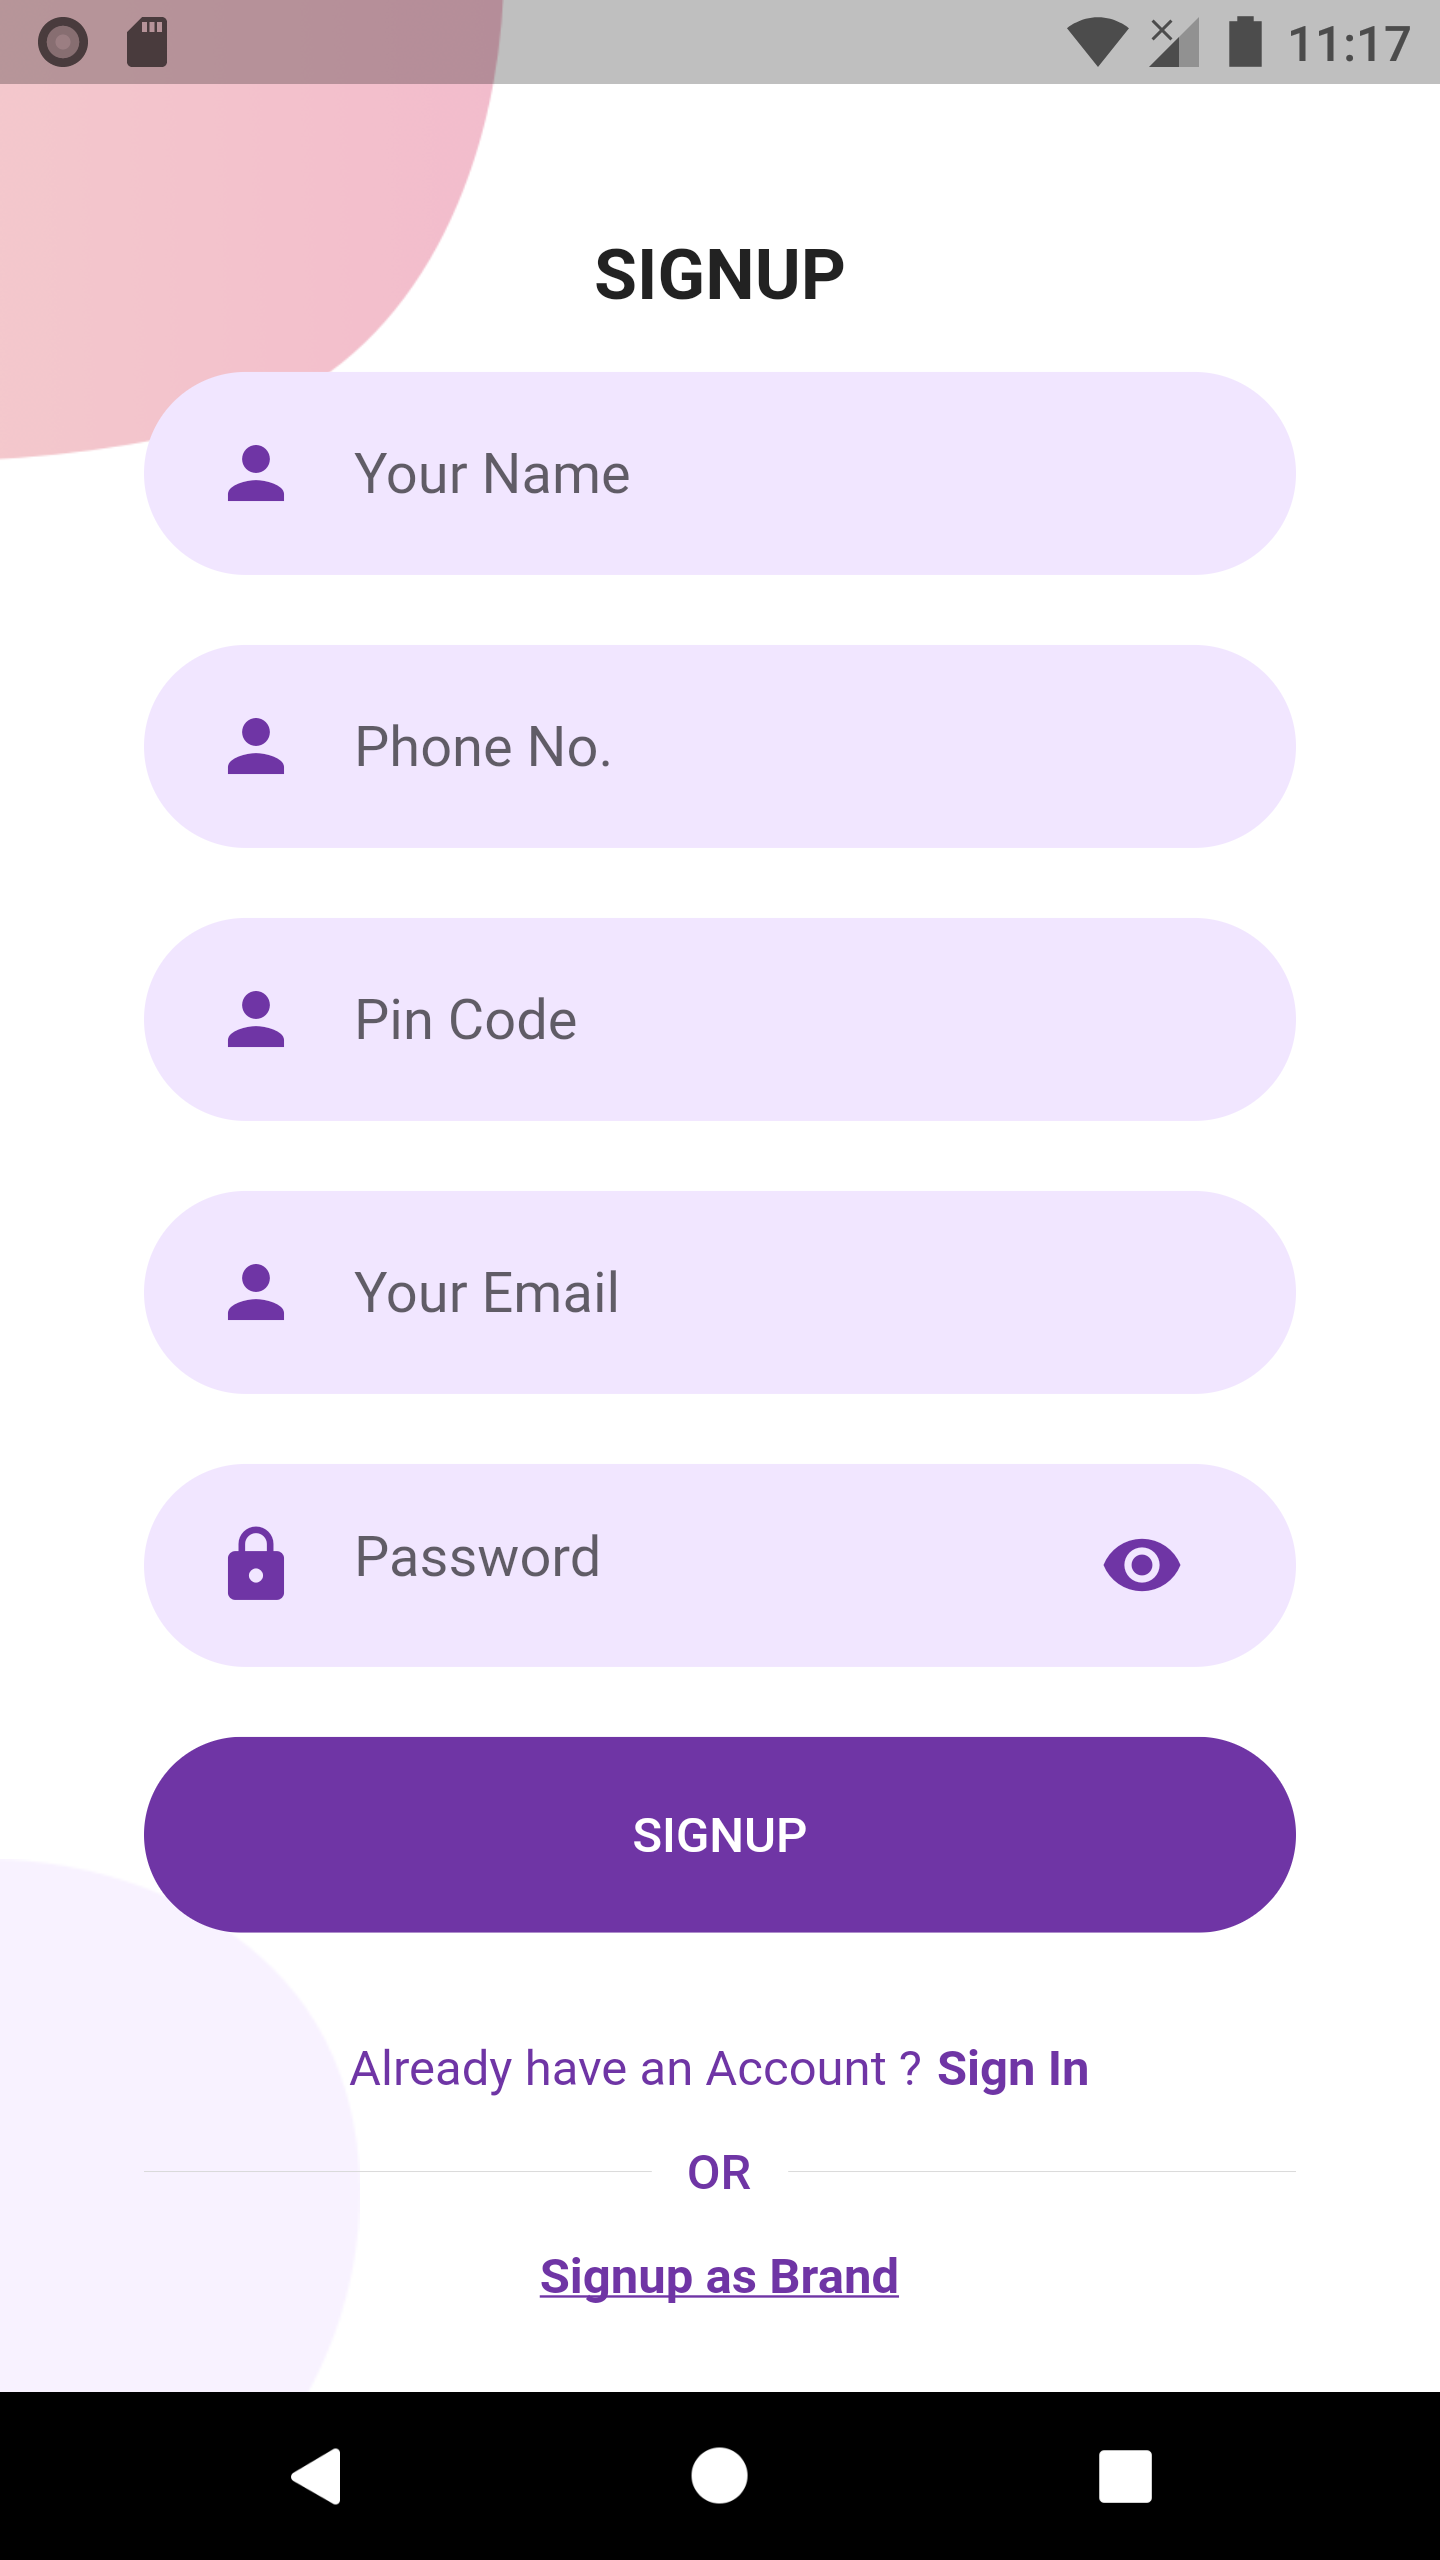 11:17
SIGNUP
Your Name
Phone No.
Pin Code
Your Email
Password
SIGNUP
Already have an Account ? Sign In
OR
Signup as Brand